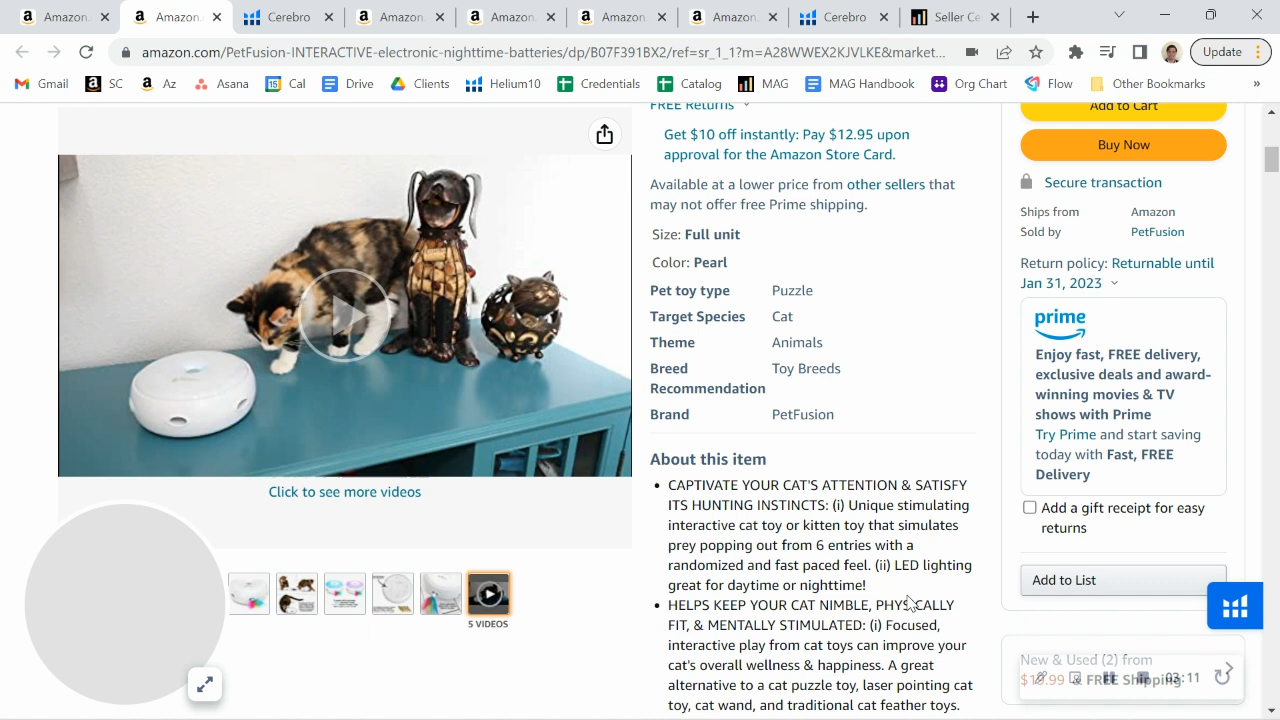 Amazon.
Amazon.
Cerebro
Amazon.
Amazon.
Amazon.
Amazon.
Cerebro
Seller Ce
amazon.com/PetFusion-INTERACTIVE-electronic-nighttime-batteries/dp/B07F391BX2/ref=sr_1_1?m=A28WWEX2KJVLKE&market...
Update
Gmail
SC
Az
Asana
Cal
Drive
Clients
Helium10
Credentials
Catalog
MAG
MAG Handbook
Org Chart
Flow
Other Bookmarks
»
FREE Returns
Get $10 off instantly: Pay $12.95 upon
approval for the Amazon Store Card.
Available at a lower price from other sellers that
may not offer free Prime shipping.
Size: Full unit
Color: Pearl
Pet toy type Puzzle
Target Species Cat
Theme Animals
Breed Toy Breeds
Recommendation
Brand PetFusion
About this item
• CAPTIVATE YOUR CAT'S ATTENTION & SATISFY
ITS HUNTING INSTINCTS: (i) Unique stimulating
interactive cat toy or kitten toy that simulates
prey popping out from 6 entries with a
randomized and fast paced feel. (ii) LED lighting
great for daytime or nighttime!
• HELPS KEEP YOUR CAT NIMBLE, PHYSICALLY
FIT, & MENTALLY STIMULATED: (i) Focused,
interactive play from cat toys can improve your
cat's overall wellness & happiness. A great
alternative to a cat puzzle toy, laser pointing cat
toy, cat wand, and traditional cat feather toys.
Click to see more videos
5 VIDEOS
Add to Cart
Buy Now
Secure transaction
Ships from Amazon
Sold by PetFusion
Return policy: Returnable until
Jan 31, 2023
prime
Enjoy fast, FREE delivery,
exclusive deals and award-
winning movies & TV
shows with Prime
Try Prime and start saving
today with Fast, FREE
Delivery
Add a gift receipt for easy
returns
Add to List
New & Used (2) from
& FREE Shipping